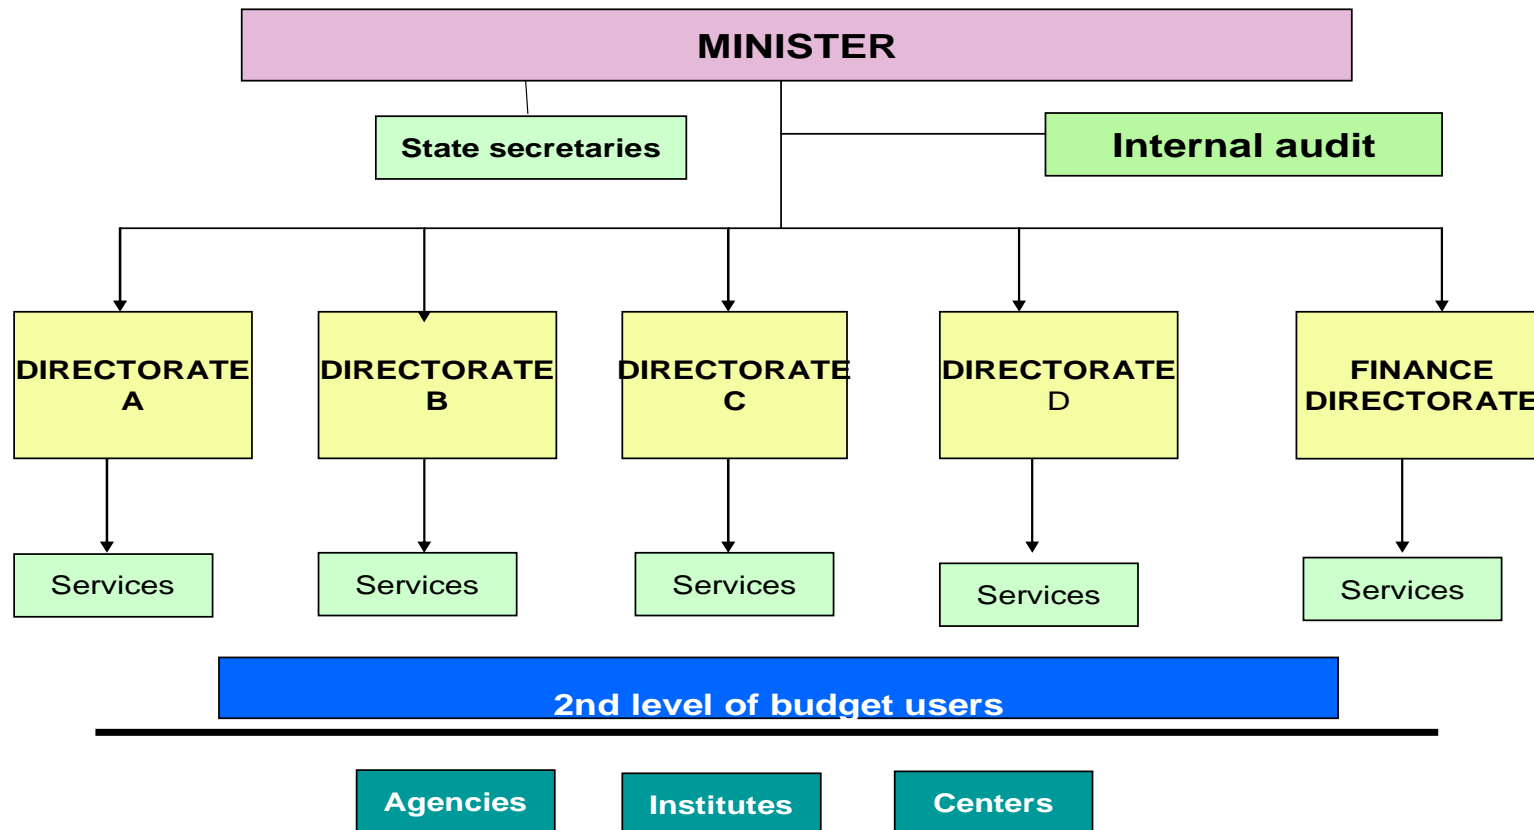 MINISTER
State secretaries
Internal audit
DIRECTORATE
A
DIRECTORATE
B
DIRECTORATE
C
DIRECTORATE
D
FINANCE
DIRECTORATE
Services
Services
Services
Services
Services
2nd level of budget users
Agencies
Institutes
Centers